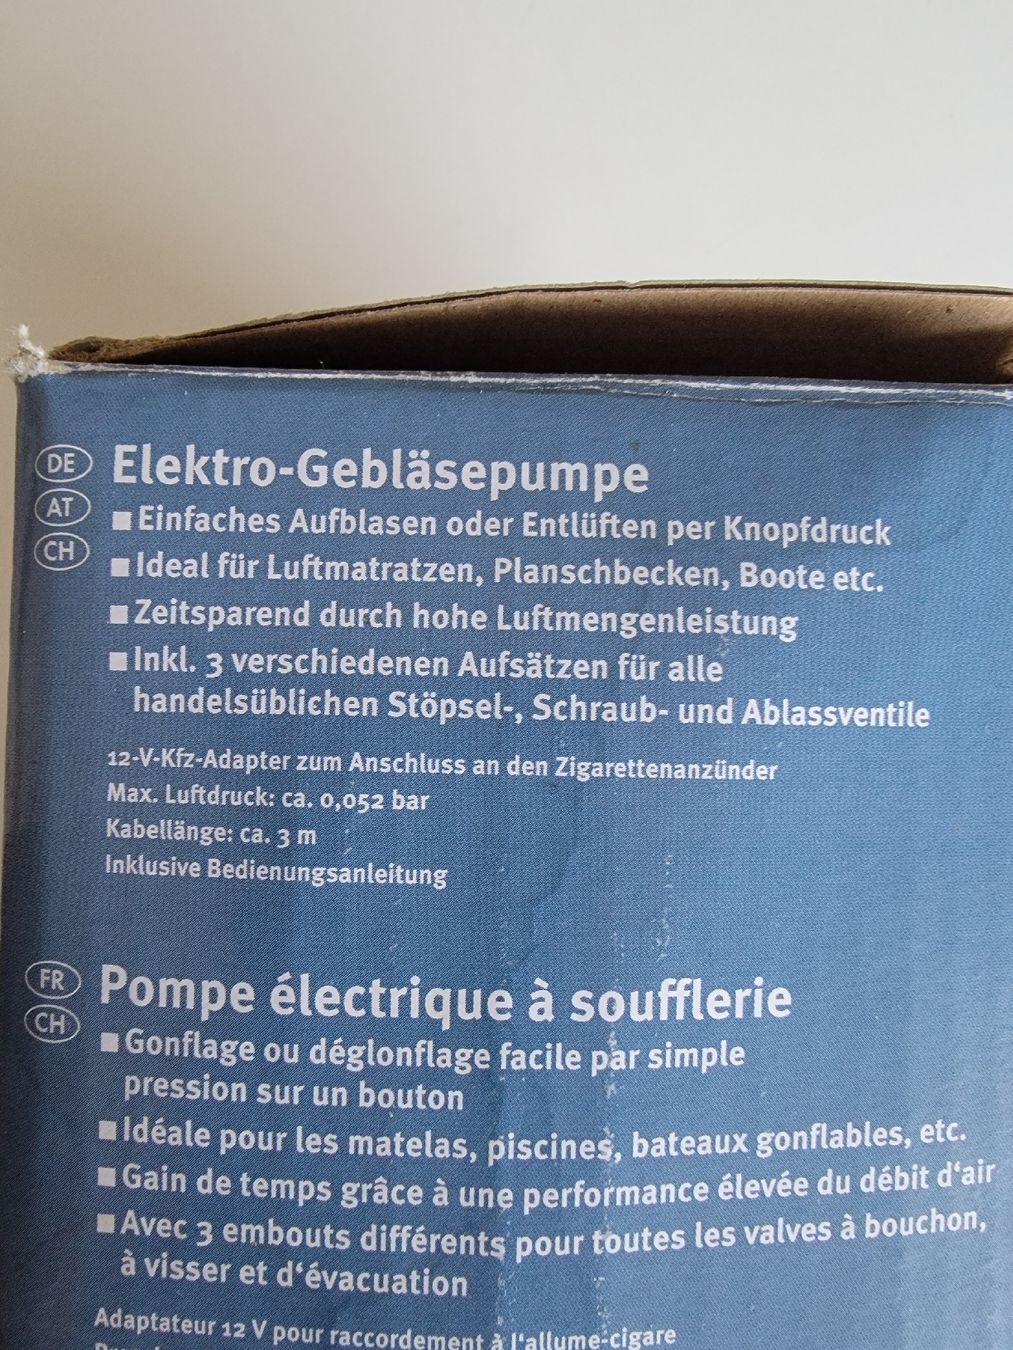 DE
AT
CH
Elektro-Gebläsepumpe
■ Einfaches Aufblasen oder Entlüften per Knopfdruck
■ Ideal für Luftmatratzen, Planschbecken, Boote etc.
■ Zeitsparend durch hohe Luftmengenleistung
■ Inkl. 3 verschiedenen Aufsätzen für alle
handelsüblichen Stöpsel-, Schraub- und Ablassventile
12-V-Kfz-Adapter zum Anschluss an den Zigarettenanzünder
Max. Luftdruck: ca. 0,052 bar
Kabellänge: ca. 3 m
Inklusive Bedienungsanleitung
FR
CH
Pompe électrique à soufflerie
■ Gonflage ou déglonflage facile par simple
pression sur un bouton
■ Idéale pour les matelas, piscines, bateaux gonflables, etc.
■ Gain de temps grâce à une performance élevée du débit d‘air
■ Avec 3 embouts différents pour toutes les valves à bouchon,
à visser et d‘évacuation
Adaptateur 12 V pour raccordement à l‘allume-cigare